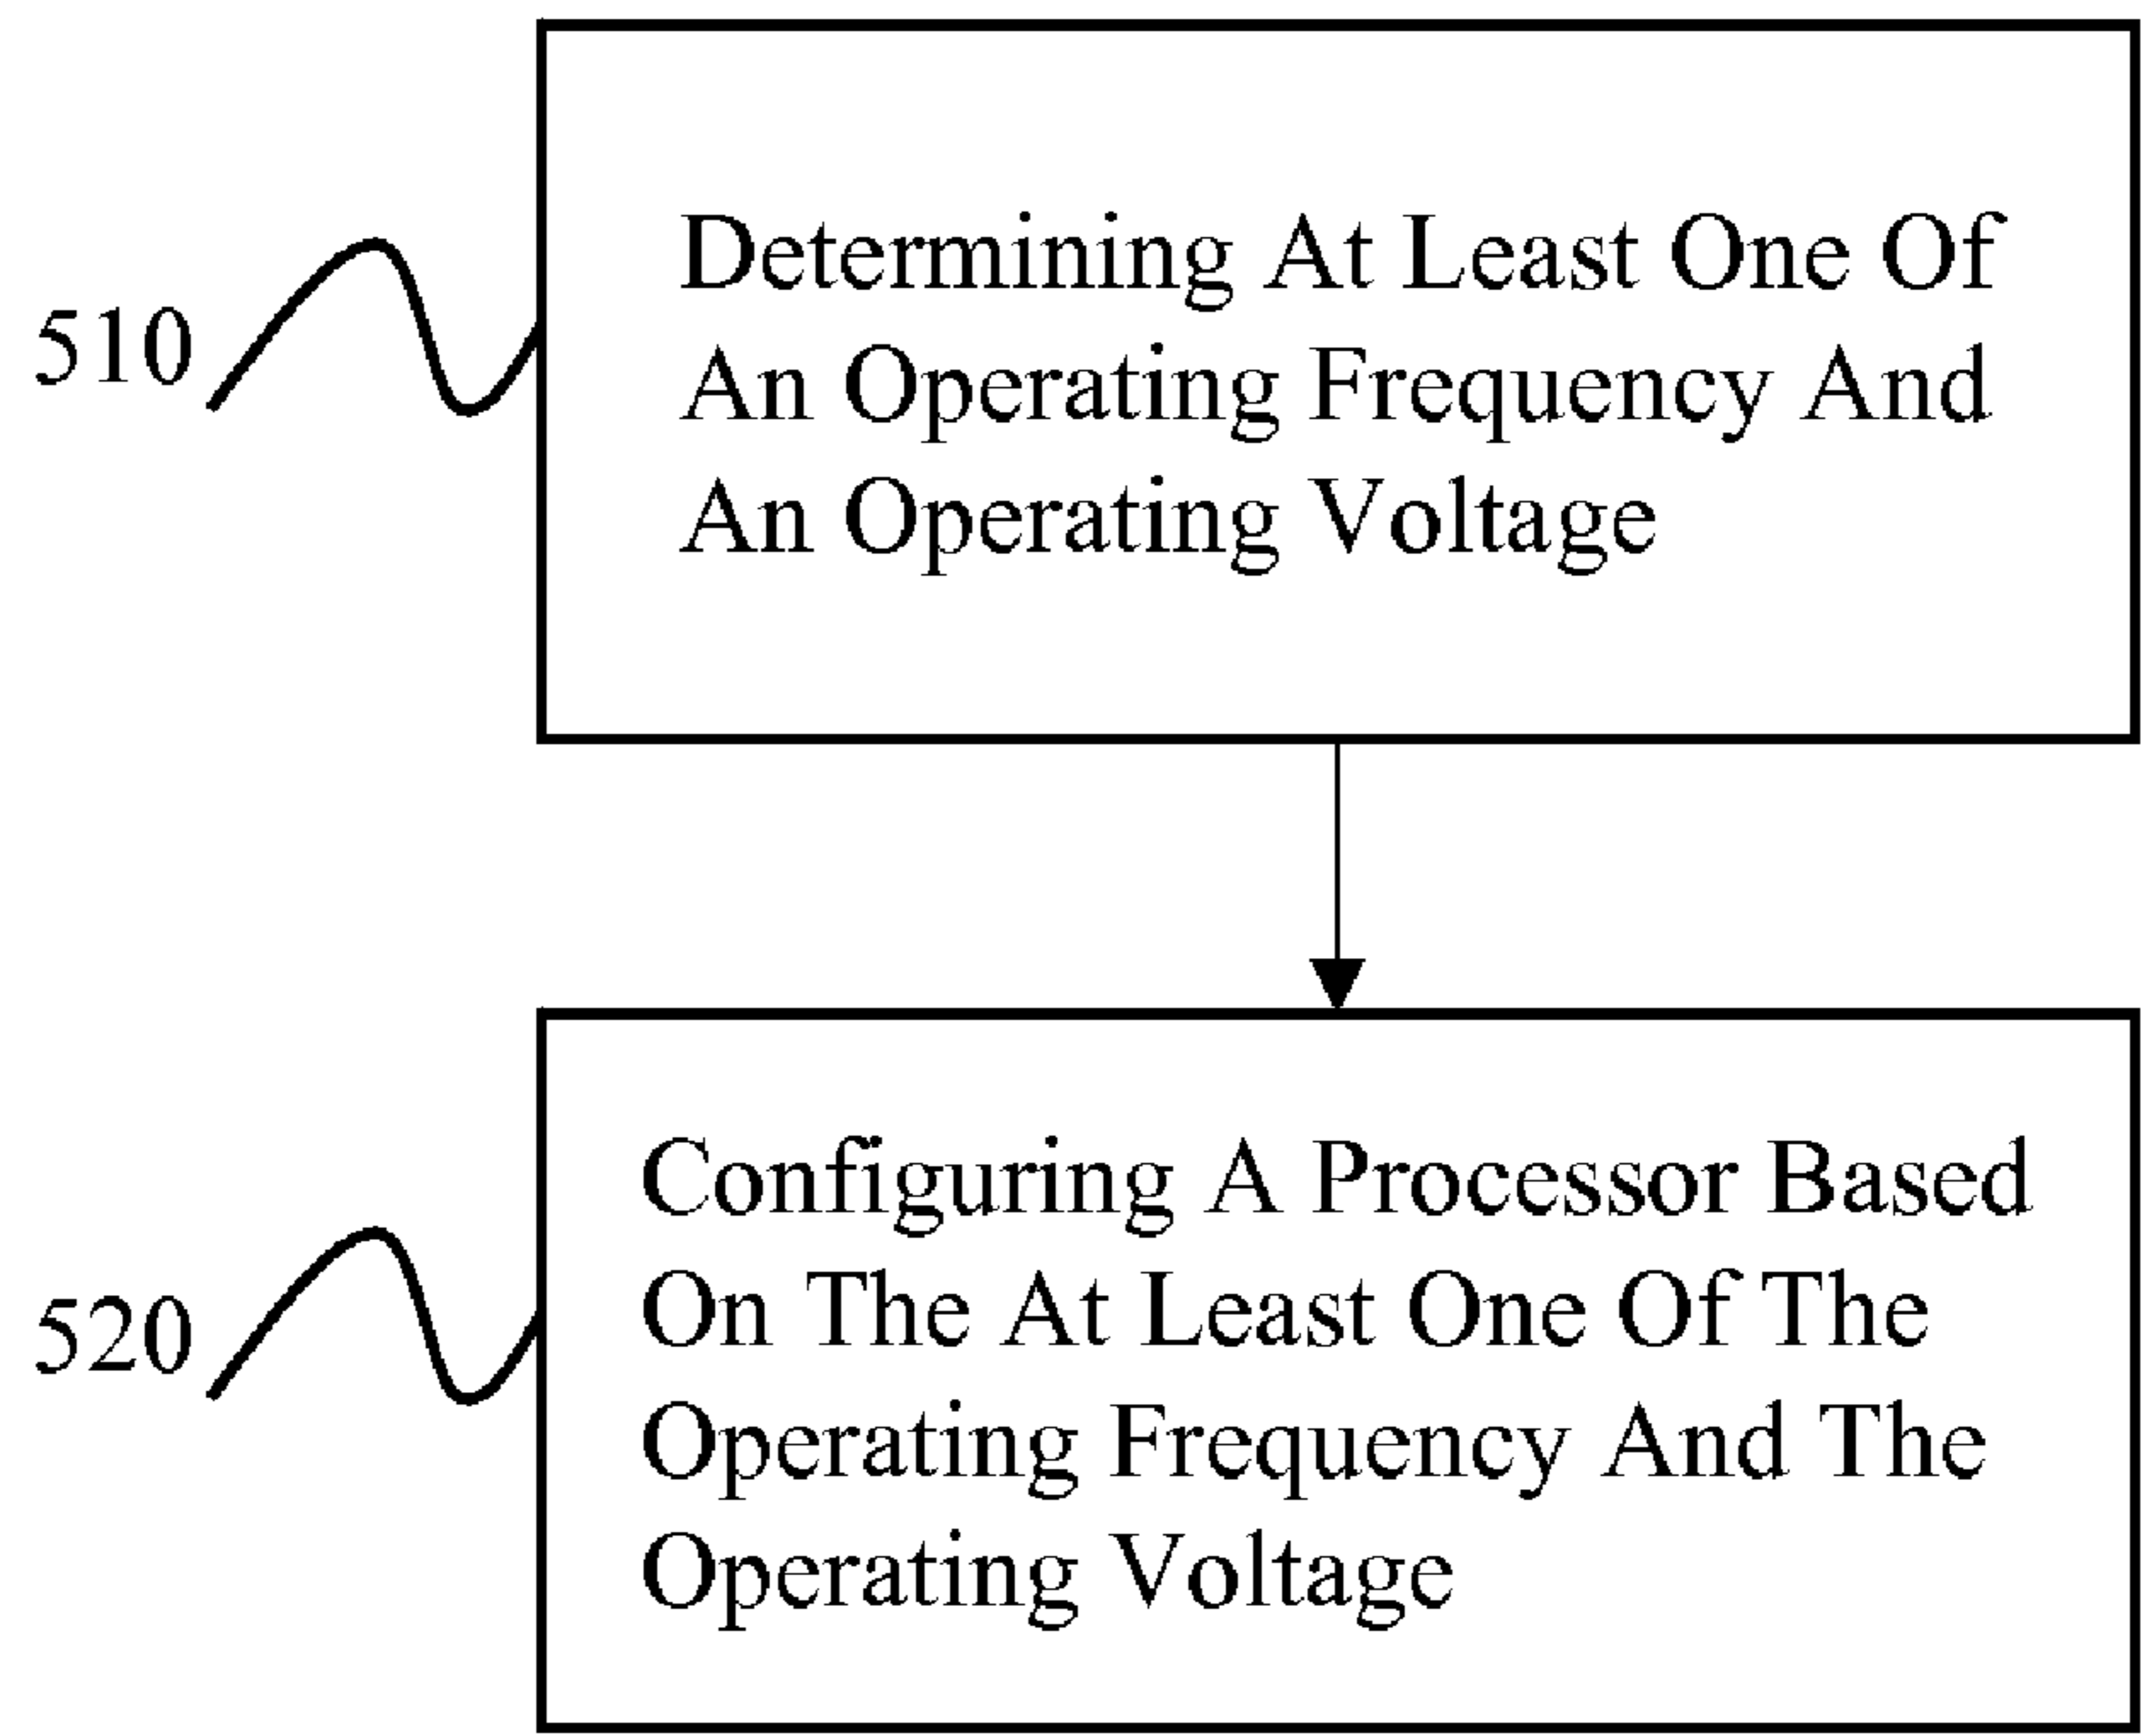 510
Determining At Least One Of
An Operating Frequency And
An Operating Voltage
520
Configuring A Processor Based
On The At Least One Of The
Operating Frequency And The
Operating Voltage